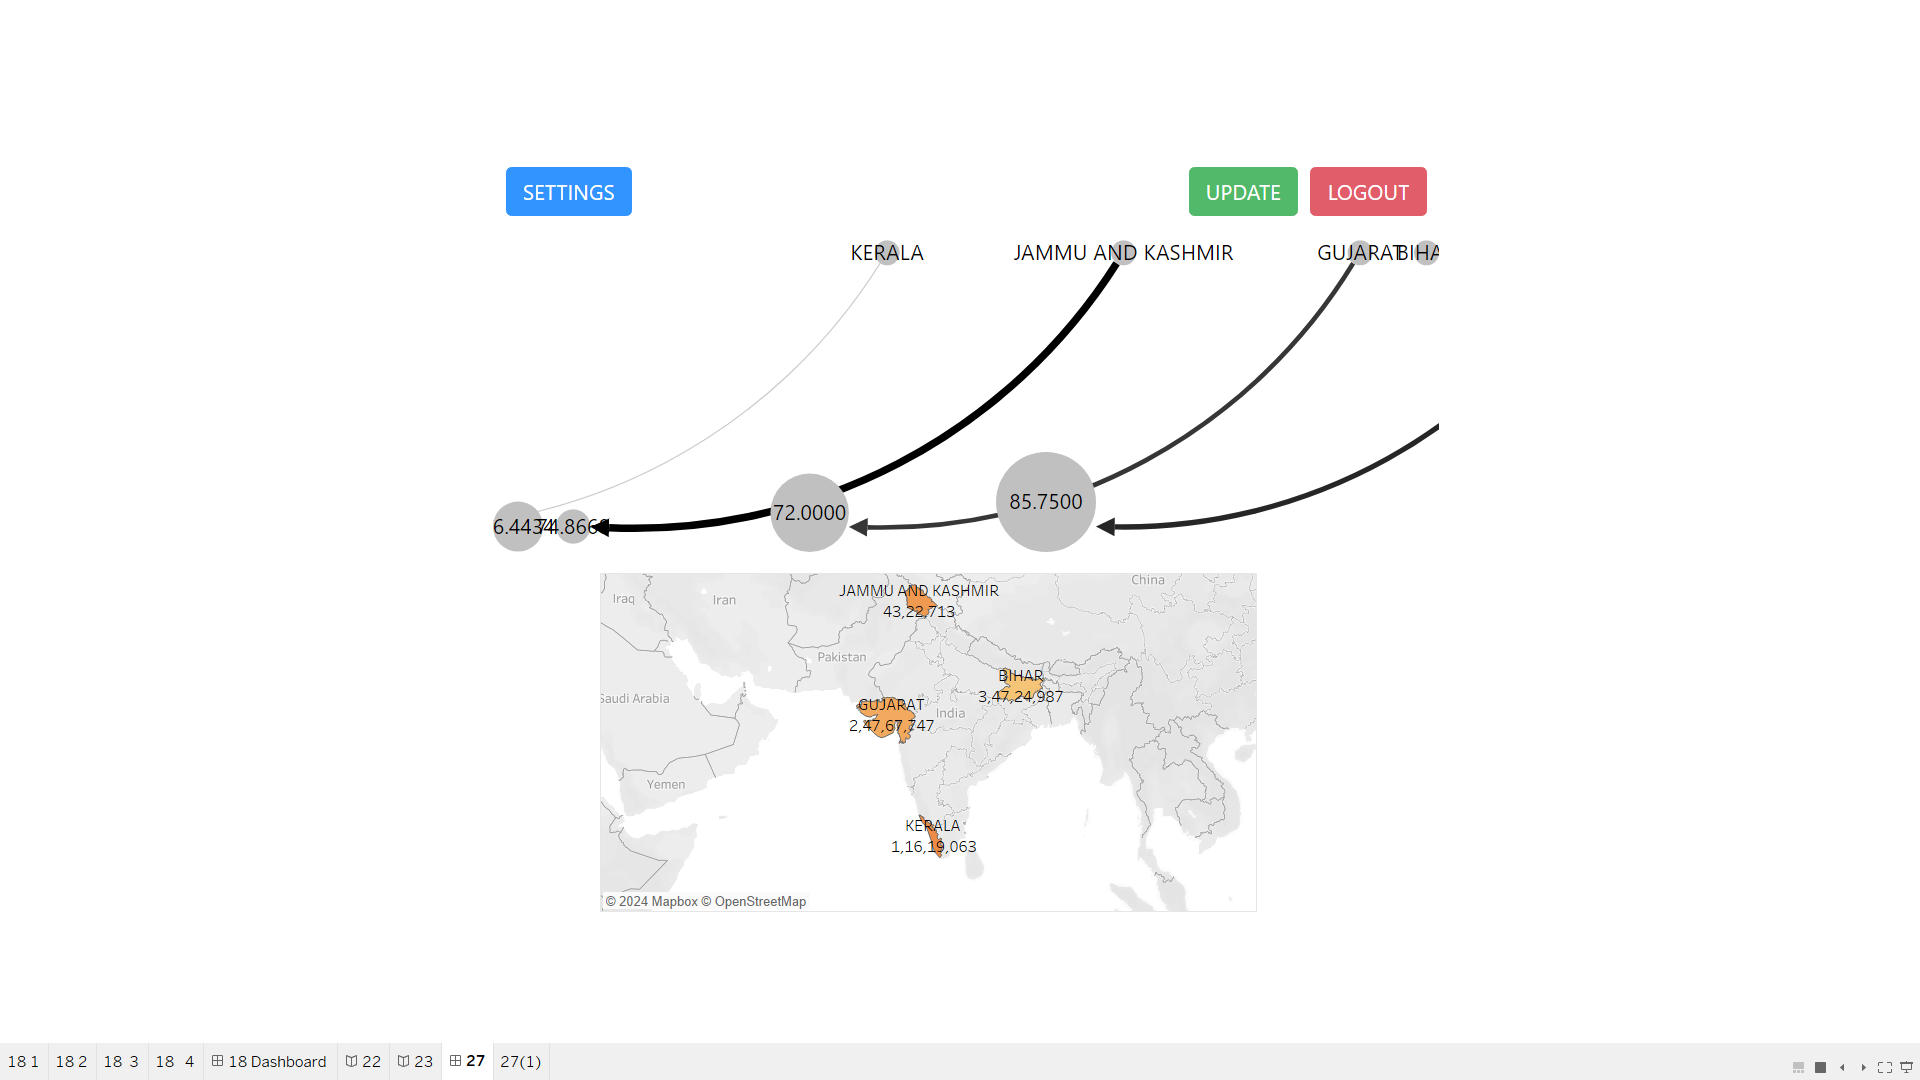 SETTINGS
UPDATE
LOGOUT
KERALA
JAMMU AND KASHMIR
GUJARAT
BIHA
72.0000
85.7500
JAMMU AND KASHMIR
43,22,713
China
Iraq
Iran
Pakistan
BIHAR
3,47,24,987
Saudi Arabia
GUJARAT
2,47,67,747
India
Yemen
KERALA
1,16,19,063
© 2024 Mapbox © OpenStreetMap
18 1
18 2
18 3
18 4
18 Dashboard
22
23
27
27(1)